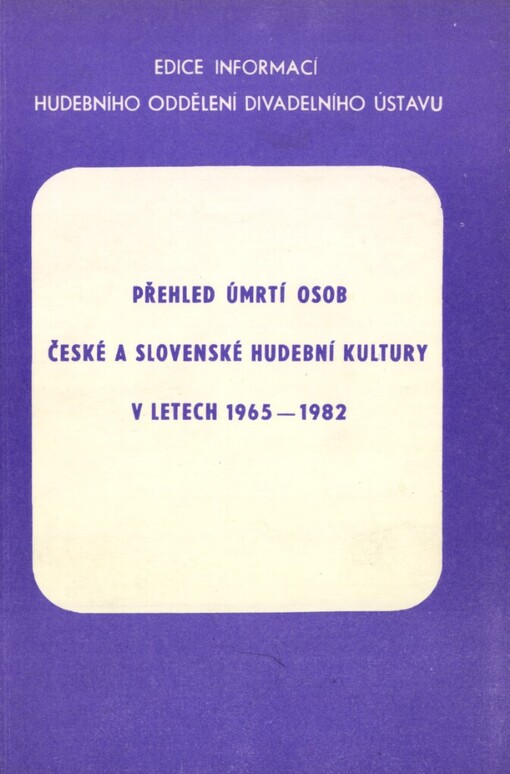 EDICE INFORMACÍ
HUDEBNÍHO ODDĚLENÍ DIVADELNÍHO ÚSTAVU
PŘEHLED ÚMRTÍ OSOB
ČESKÉ A SLOVENSKÉ HUDEBNÍ KULTURY
V LETECH 1965 — 1982